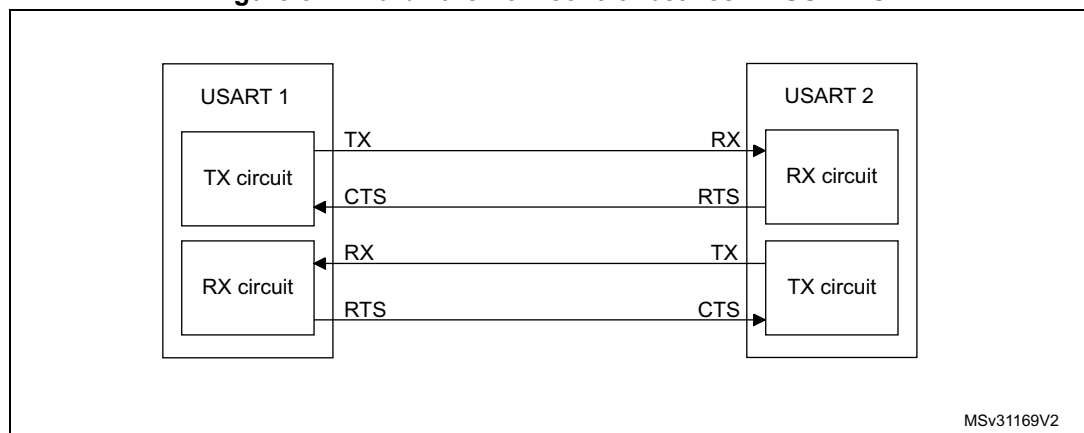 USART 1
USART 2
TX circuit
TX
RX
RX circuit
CTS
RTS
RX circuit
RX
TX
TX circuit
RTS
CTS
MSv31169V2